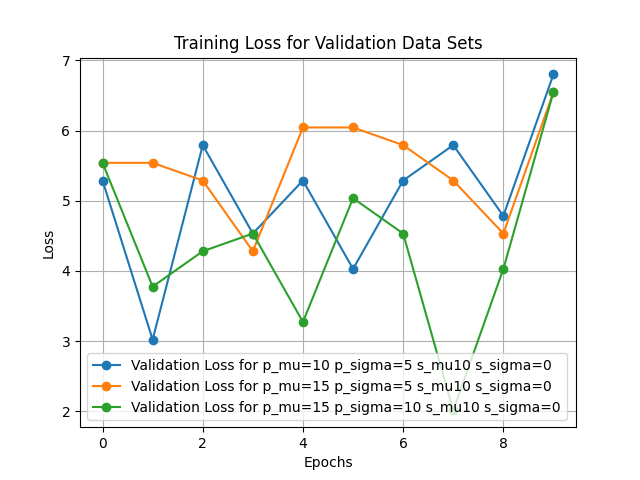 Training Loss for Validation Data Sets
7
6
5
4
3
2
Loss
Validation Loss for p_mu=10 p_sigma=5 s_mu10 s_sigma=0
Validation Loss for p_mu=15 p_sigma=5 s_mu10 s_sigma=0
Validation Loss for p_mu=15 p_sigma=10 s_mu10 s_sigma=0
0 2 4 6 8
Epochs